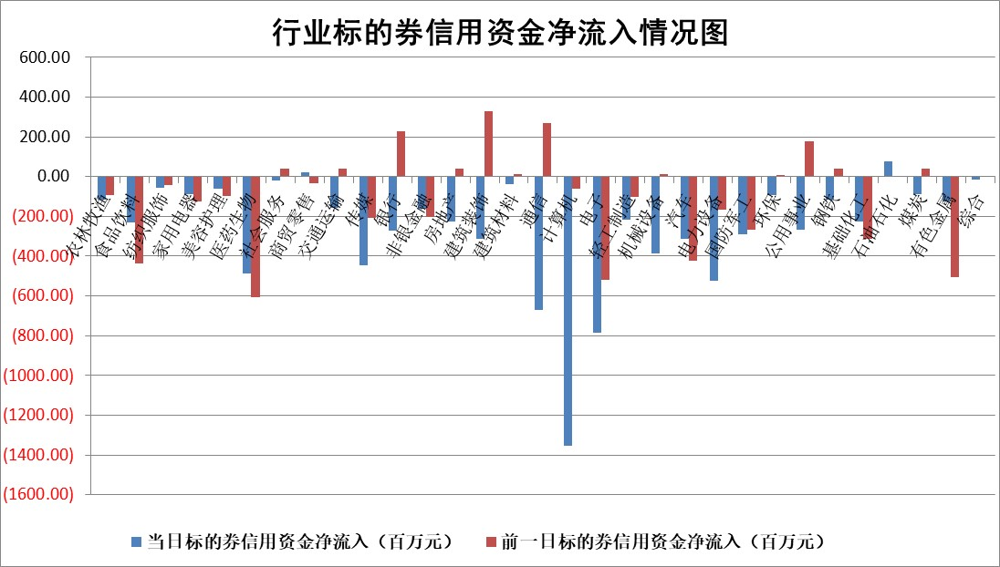 行业标的券信用资金净流入情况图
600.00
400.00
200.00
0.00
(200.00)
(400.00)
(600.00)
(800.00)
(1000.00)
(1200.00)
(1400.00)
(1600.00)
农林牧渔
食品饮料
纺织服饰
家用电器
美容护理
医药生物
社会服务
商贸零售
交通运输
传媒
银行
非银金融
房地产
建筑装饰
建筑材料
通信
计算机
电子
轻工制造
机械设备
汽车
电力设备
国防军工
环保
公用事业
钢铁
基础化工
石油石化
煤炭
有色金属
综合
当日标的券信用资金净流入（百万元）
前一日标的券信用资金净流入（百万元）